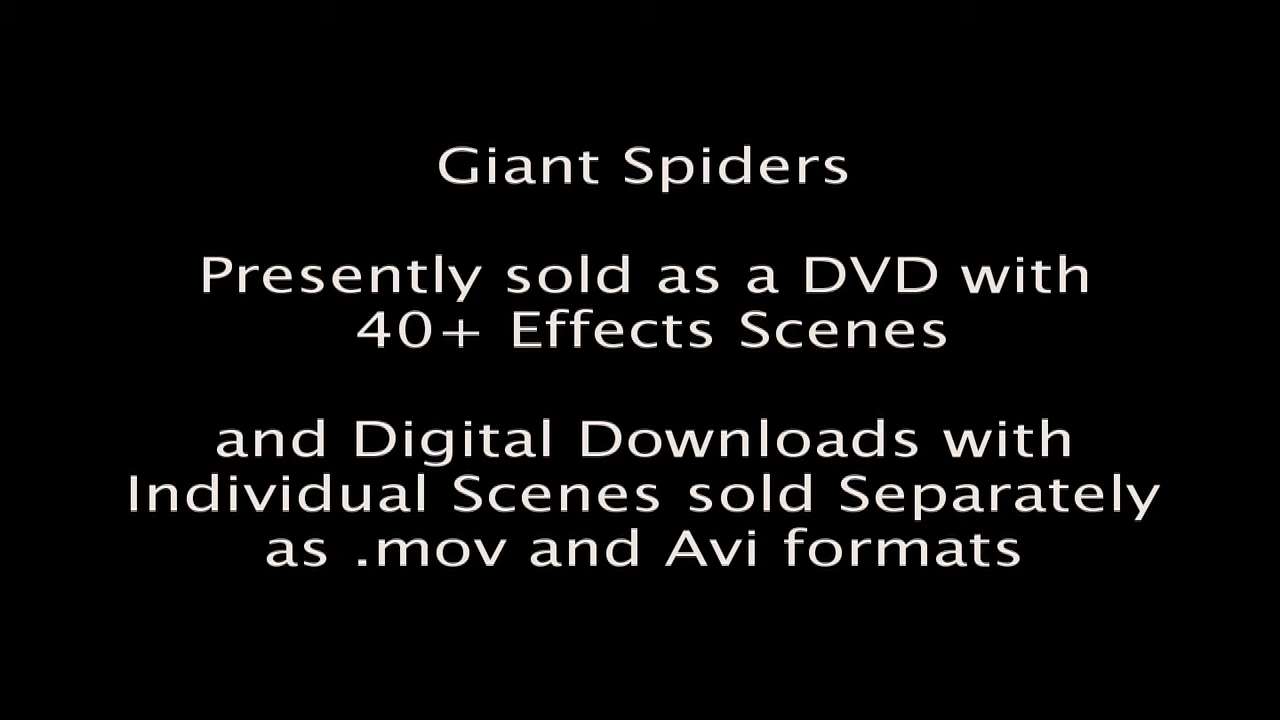 Giant Spiders
Presently sold as a DVD with
40+ Effects Scenes
and Digital Downloads with
Individual Scenes sold Separately
as .mov and Avi formats